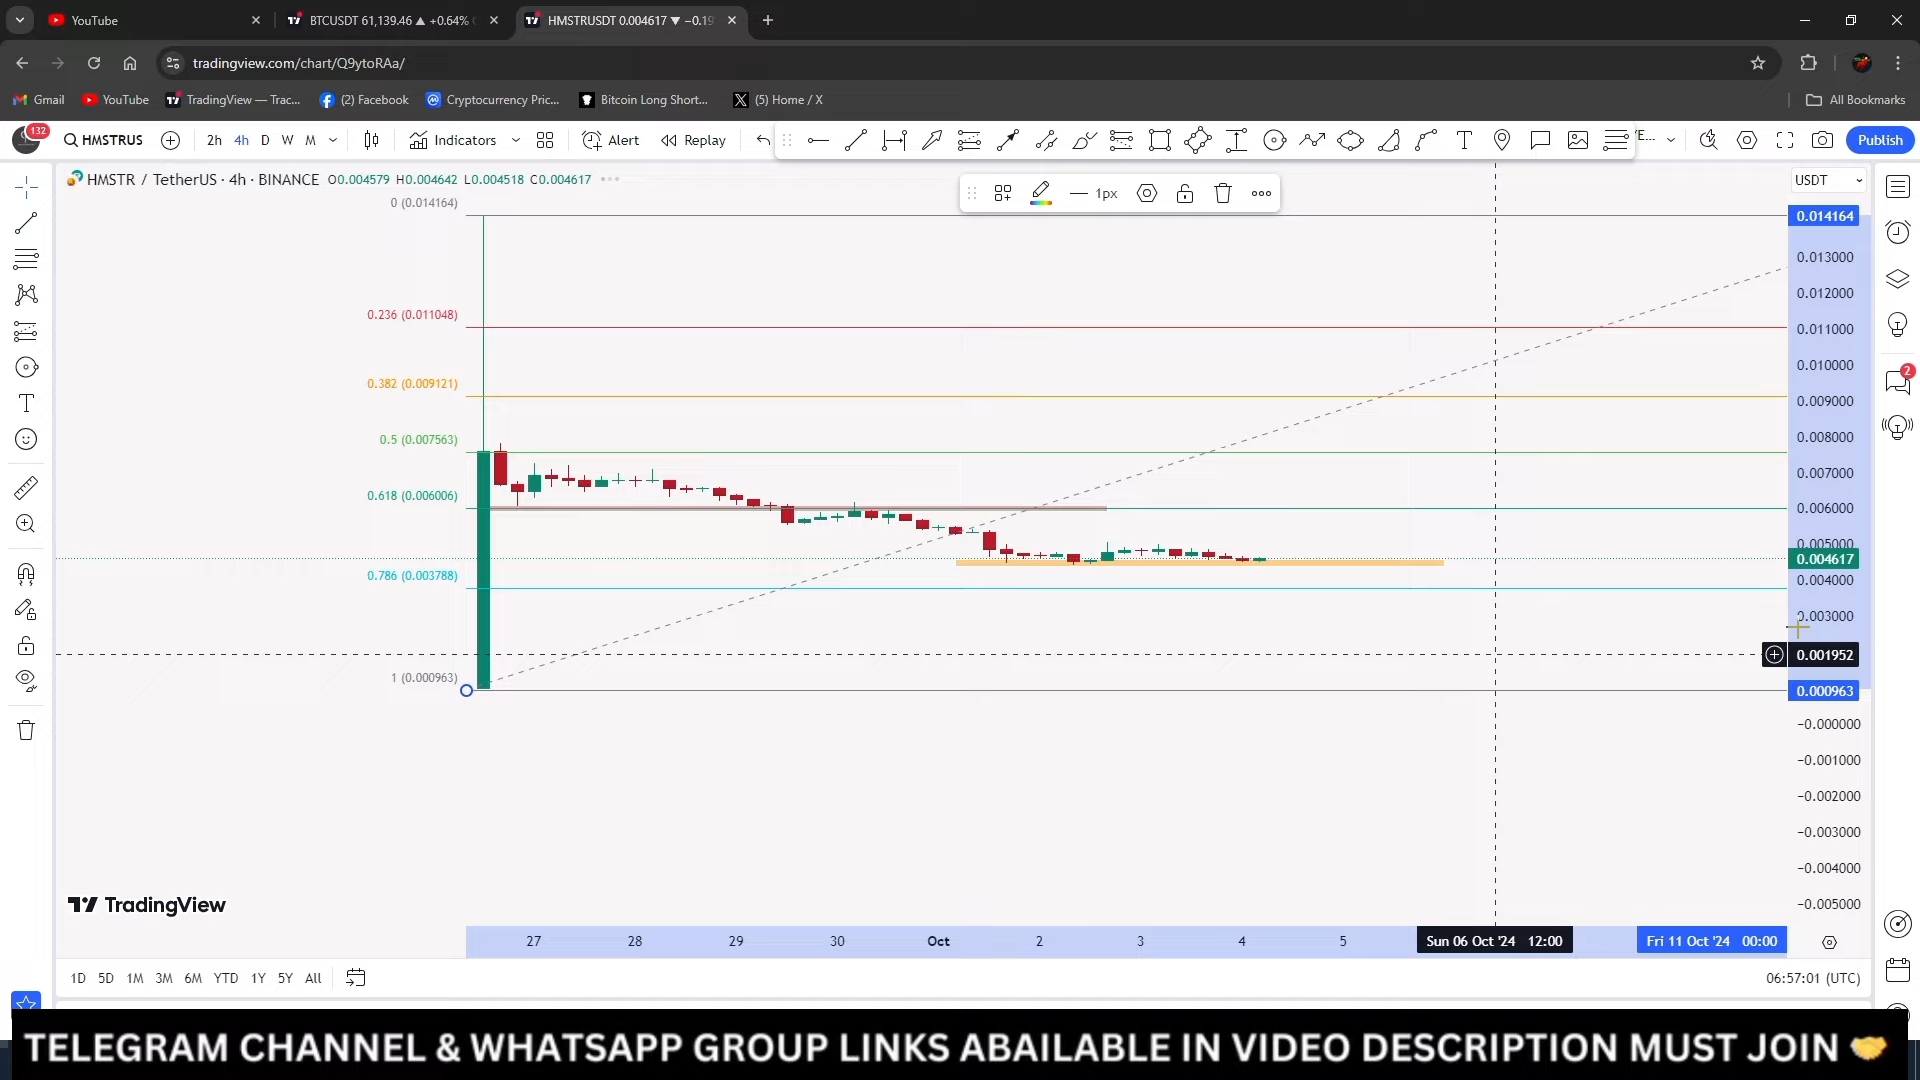 YouTube
BTCUSDT 61,139.46 ▲ +0.64%
HMSTRUSDT 0.004617 ▼ −0.19
tradingview.com/chart/Q9ytoRAa/
Gmail
YouTube
TradingView — Trac...
(2) Facebook
Cryptocurrency Pric...
Bitcoin Long Short...
(5) Home / X
All Bookmarks
132
HMSTRUS
2h 4h D W M
Indicators
Alert
Replay
Publish
HMSTR / TetherUS · 4h · BINANCE O0.004579 H0.004642 L0.004518 C0.004617
1px
USDT
0 (0.014164)
0.236 (0.011048)
0.382 (0.009121)
0.5 (0.007563)
0.618 (0.006006)
0.786 (0.003788)
1 (0.000963)
0.014164
0.013000
0.012000
0.011000
0.010000
0.009000
0.008000
0.007000
0.006000
0.005000
0.004617
0.004000
0.003000
0.001952
0.000963
−0.000000
−0.001000
−0.002000
−0.003000
−0.004000
−0.005000
2
TradingView
27 28 29 30 Oct 2 3 4 5 Sun 06 Oct '24 12:00 Fri 11 Oct '24 00:00
1D 5D 1M 3M 6M YTD 1Y 5Y All
06:57:01 (UTC)
TELEGRAM CHANNEL & WHATSAPP GROUP LINKS ABAILABLE IN VIDEO DESCRIPTION MUST JOIN 🤝